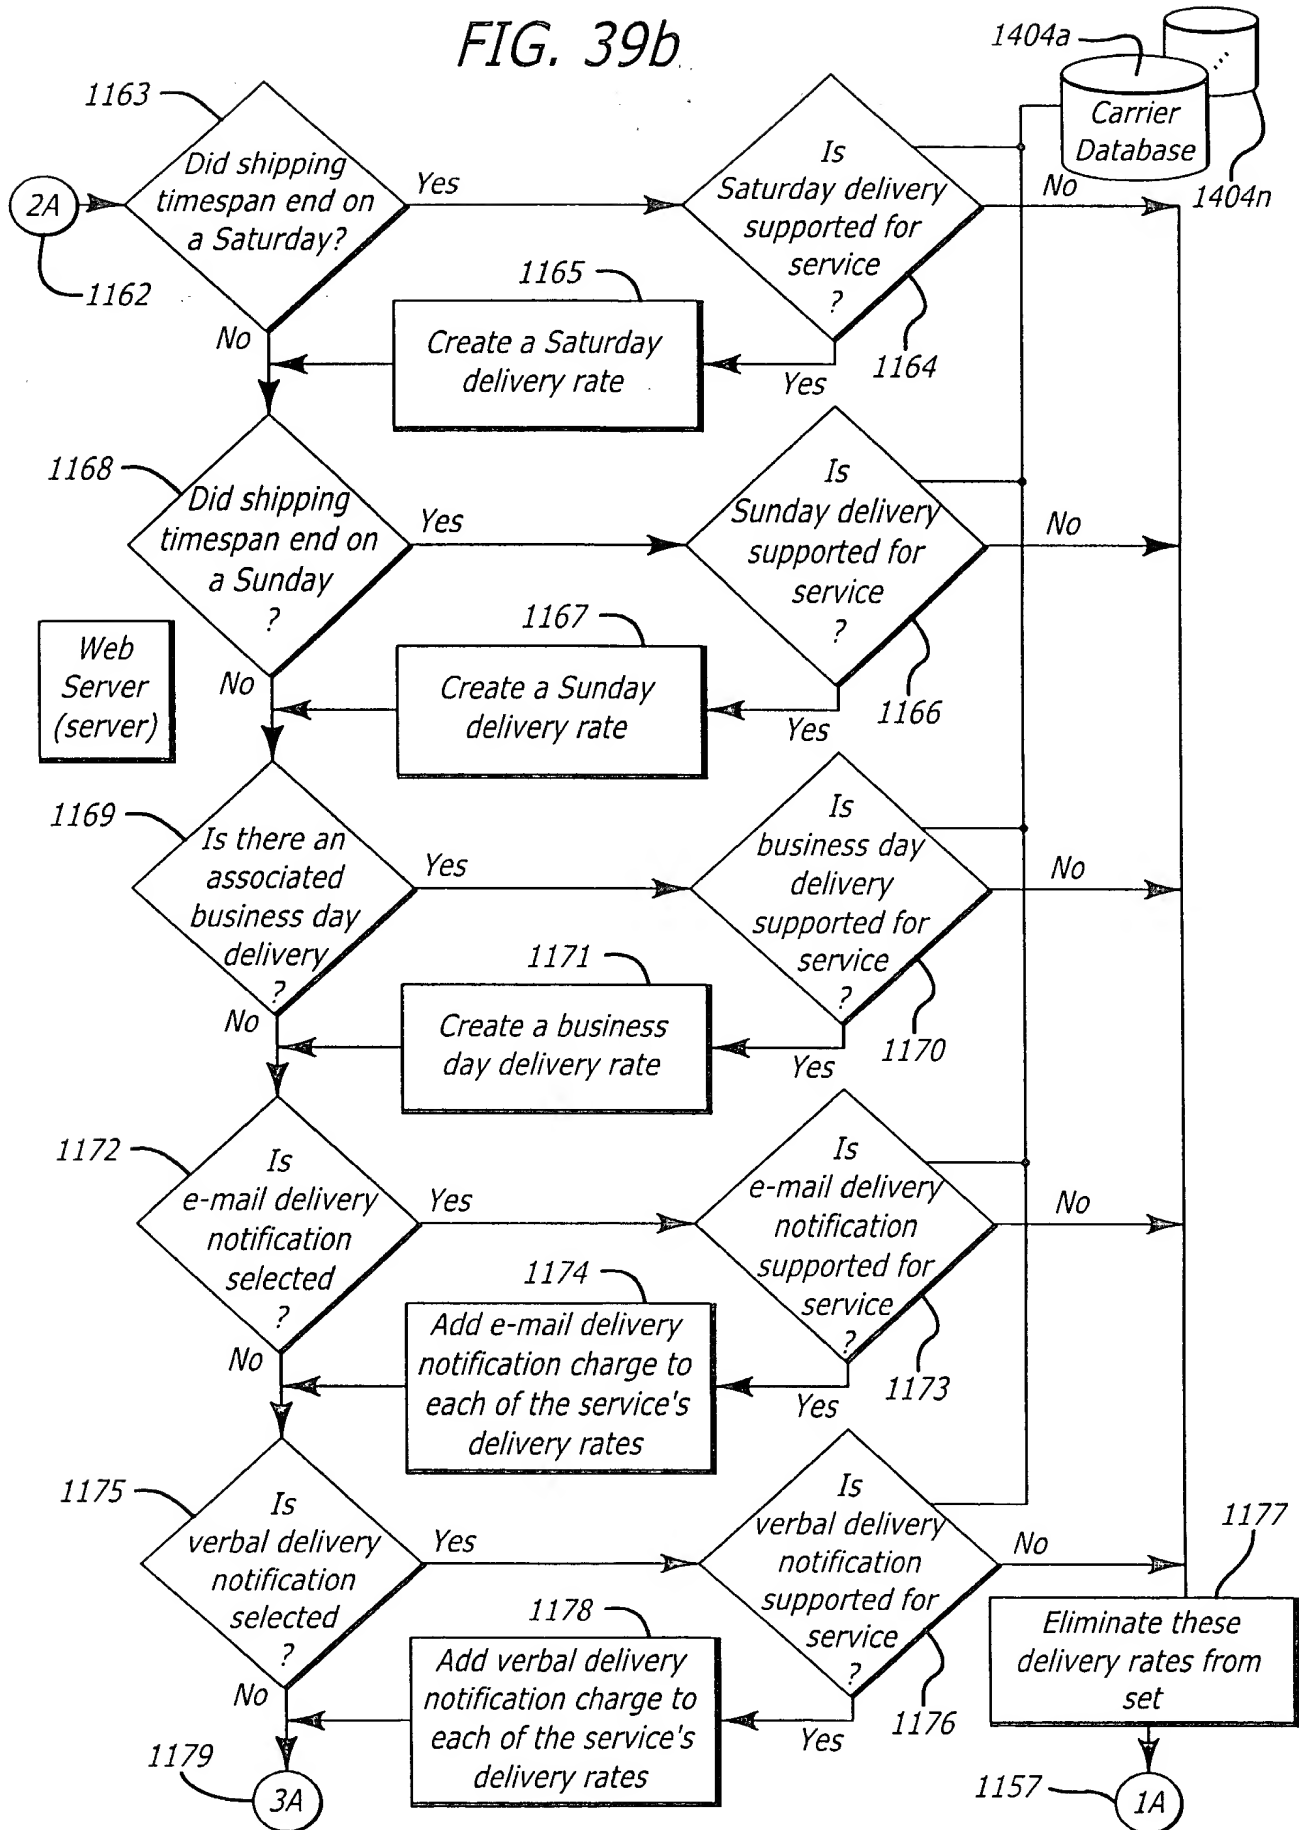 FIG. 39b
1404a
Carrier
Database
1404n
1163
Did shipping
timespan end on
a Saturday?
Yes
2A
1162
No
Is
Saturday delivery
supported for
service
?
No
1164
Yes
1165
Create a Saturday
delivery rate
1168
Did shipping
timespan end on
a Sunday
?
Yes
No
Is
Sunday delivery
supported for
service
?
No
1166
Yes
1167
Create a Sunday
delivery rate
Web
Server
(server)
1169
Is there an
associated
business day
delivery
?
Yes
No
Is
business day
delivery
supported for
service
?
No
1170
Yes
1171
Create a business
day delivery rate
1172
Is
e-mail delivery
notification
selected
?
Yes
No
Is
e-mail delivery
notification
supported for
service
?
No
1173
Yes
1174
Add e-mail delivery
notification charge to
each of the service's
delivery rates
1175
Is
verbal delivery
notification
selected
?
Yes
No
Is
verbal delivery
notification
supported for
service
?
No
1176
Yes
1178
Add verbal delivery
notification charge to
each of the service's
delivery rates
1177
Eliminate these
delivery rates from
set
1179
3A
1157
1A